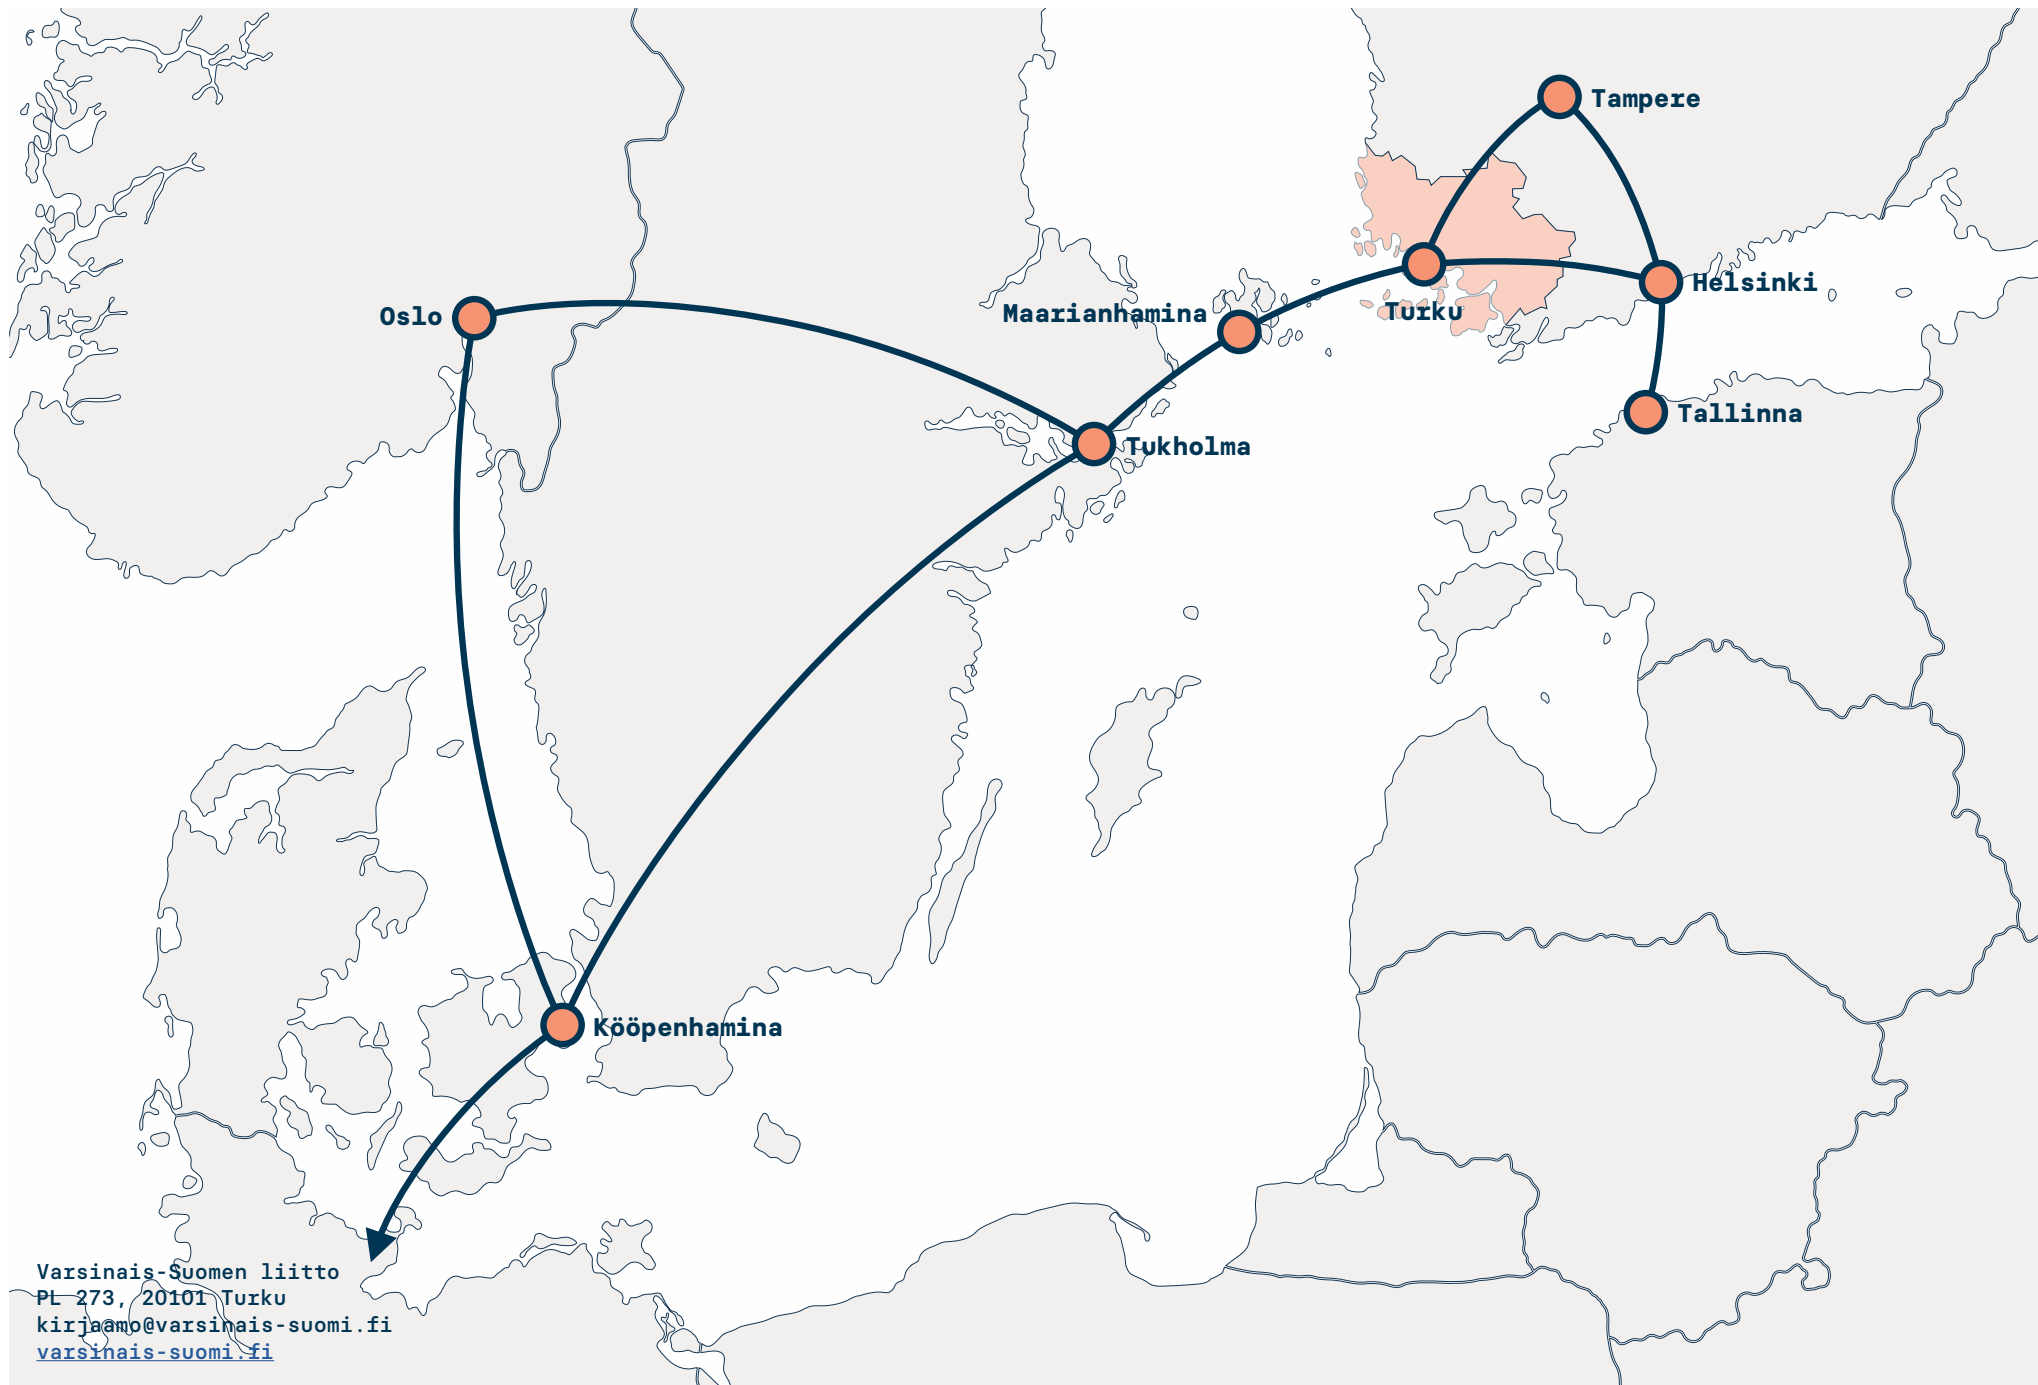 Tampere
Helsinki
Oslo
Maarianhamina
Turku
Tallinna
Tukholma
Kööpenhamina
Varsinais-Suomen liitto
PL 273, 20101 Turku
kirjaamo@varsinais-suomi.fi
varsinais-suomi.fi